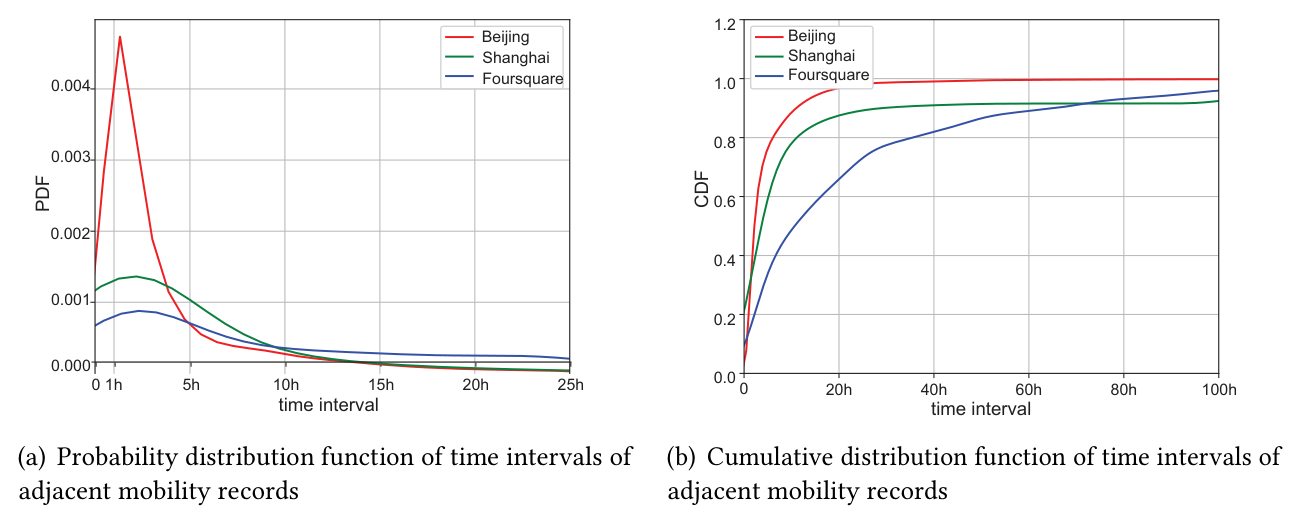 Beijing
Shanghai
Foursquare
0.004
0.003
0.002
0.001
0.000
PDF
0 1h 5h 10h 15h 20h 25h
time interval
(a) Probability distribution function of time intervals of
adjacent mobility records
1.2
1.0
0.8
0.6
0.4
0.2
0.0
CDF
Beijing
Shanghai
Foursquare
0 20h 40h 60h 80h 100h
time interval
(b) Cumulative distribution function of time intervals of
adjacent mobility records